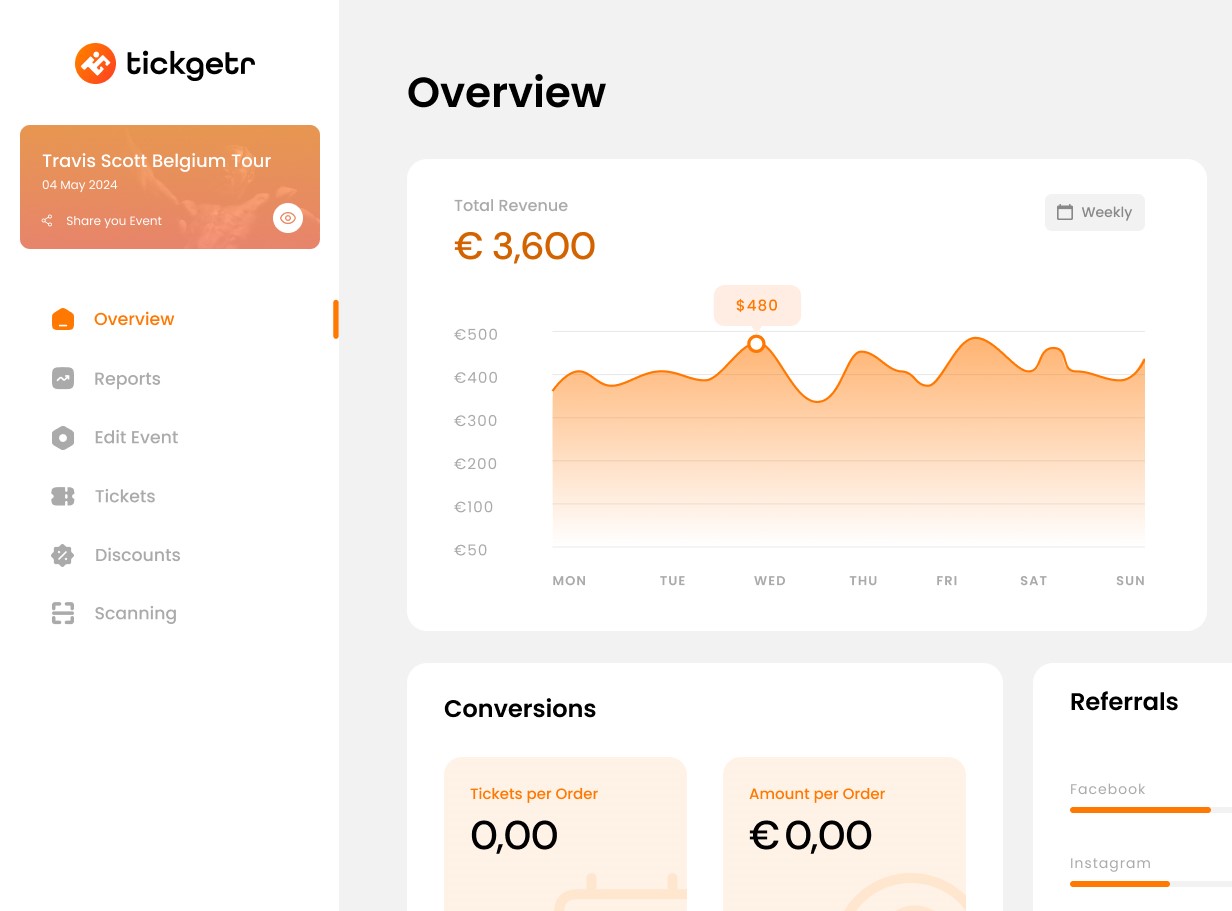 tickgetr
Travis Scott Belgium Tour
04 May 2024
Share you Event
Overview
Reports
Edit Event
Tickets
Discounts
Scanning
Overview
Total Revenue
€ 3,600
Weekly
$480
€500
€400
€300
€200
€100
€50
MON TUE WED THU FRI SAT SUN
Conversions
Tickets per Order
0,00
Amount per Order
€ 0,00
Referrals
Facebook
Instagram